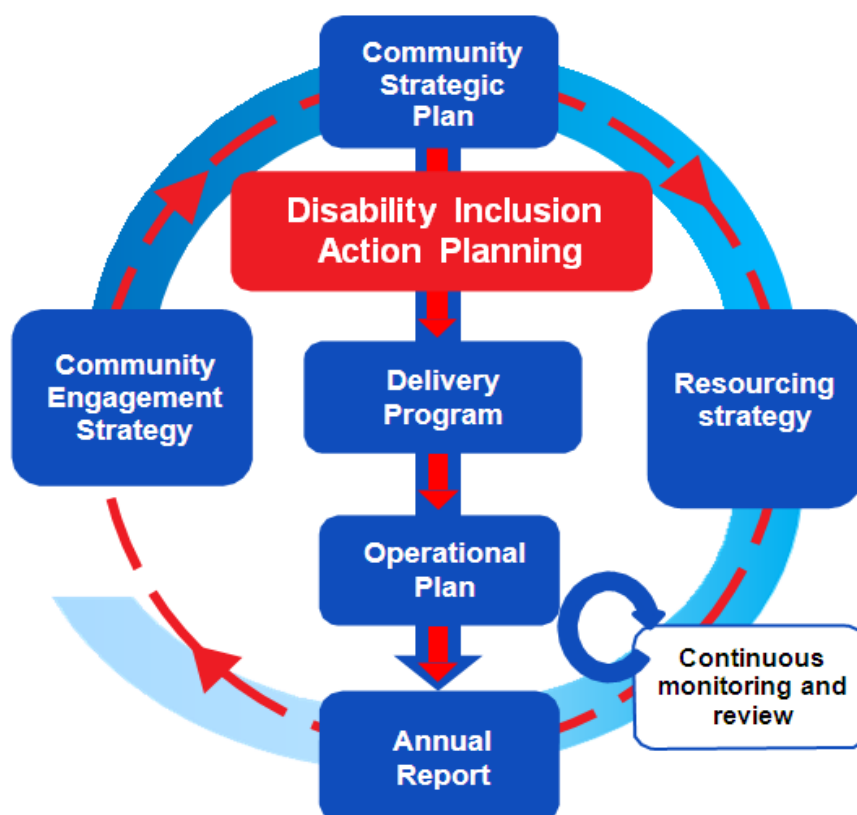 Community
Strategic
Plan
Disability Inclusion
Action Planning
Community
Engagement
Strategy
Delivery
Program
Resourcing
strategy
Operational
Plan
Continuous
monitoring and
review
Annual
Report